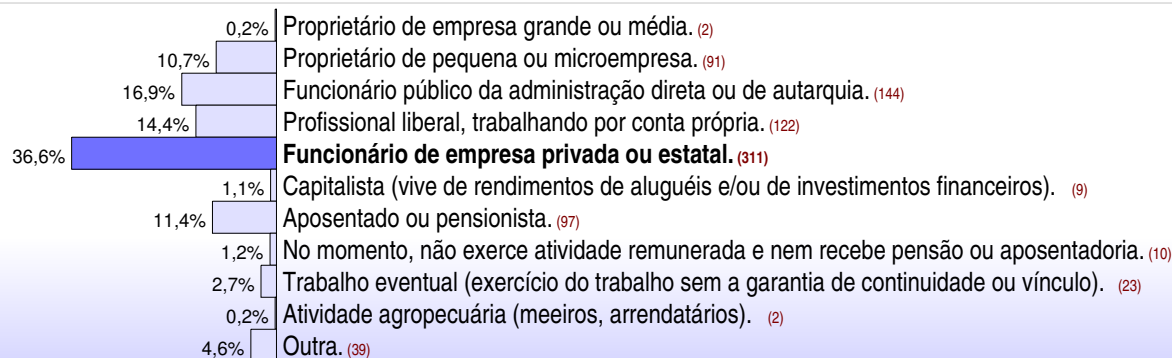 0,2% Proprietário de empresa grande ou média. (2)
10,7% Proprietário de pequena ou microempresa. (91)
16,9% Funcionário público da administração direta ou de autarquia. (144)
14,4% Profissional liberal, trabalhando por conta própria. (122)
36,6% Funcionário de empresa privada ou estatal. (311)
1,1% Capitalista (vive de rendimentos de aluguéis e/ou de investimentos financeiros). (9)
11,4% Aposentado ou pensionista. (97)
1,2% No momento, não exerce atividade remunerada e nem recebe pensão ou aposentadoria. (10)
2,7% Trabalho eventual (exercício do trabalho sem a garantia de continuidade ou vínculo). (23)
0,2% Atividade agropecuária (meeiros, arrendatários). (2)
4,6% Outra. (39)